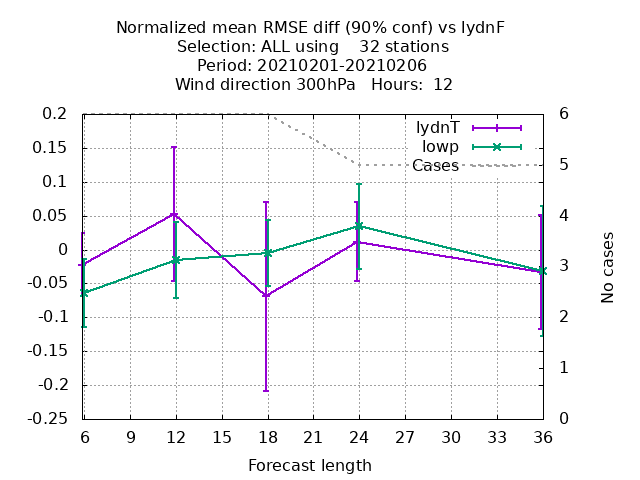 Normalized mean RMSE diff (90% conf) vs lydnF
Selection: ALL using    32 stations
Period: 20210201-20210206
Wind direction 300hPa   Hours:  12
lydnT
lowp
Cases
0.2
0.15
0.1
0.05
0
-0.05
-0.1
-0.15
-0.2
-0.25
6
5
4
3
2
1
0
No cases
6 9 12 15 18 21 24 27 30 33 36
Forecast length